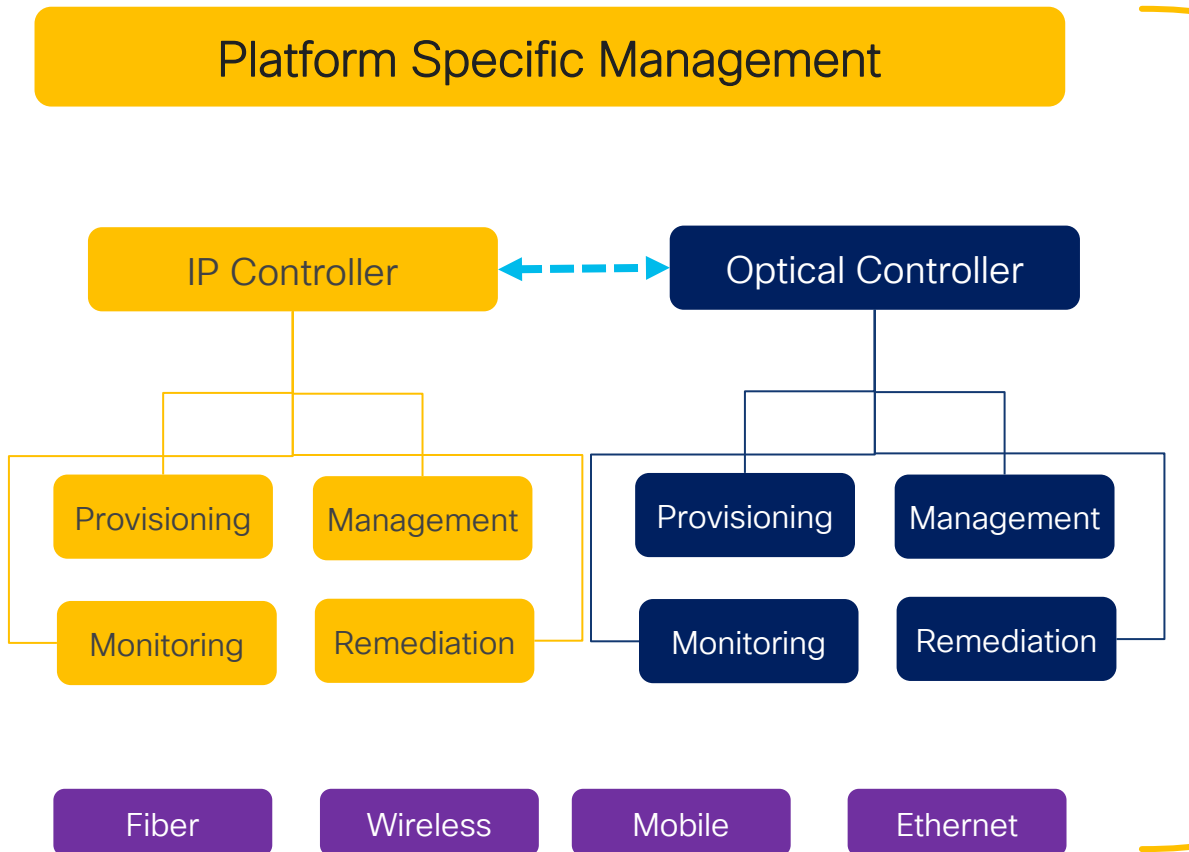 Platform Specific Management
IP Controller
Optical Controller
Provisioning
Management
Provisioning
Management
Monitoring
Remediation
Monitoring
Remediation
Fiber
Wireless
Mobile
Ethernet